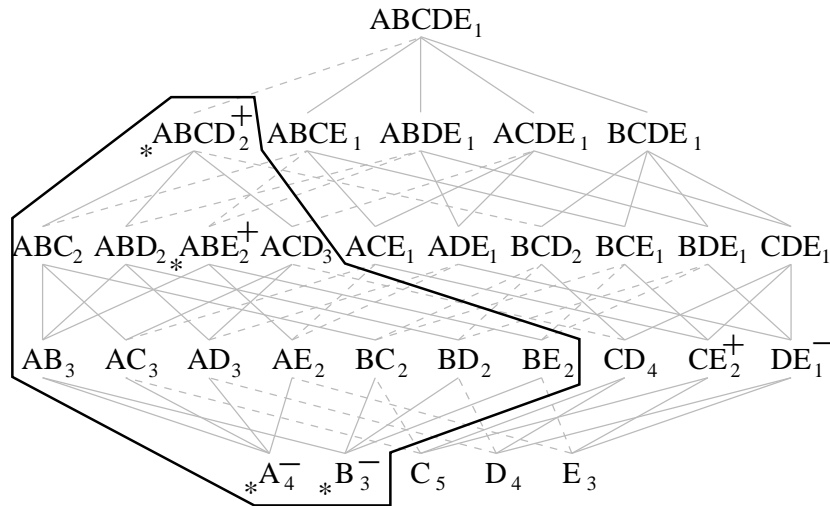 ABCDE₁
*ABCD₂⁺ ABCE₁ ABDE₁ ACDE₁ BCDE₁
ABC₂ ABD₂ *ABE₂⁺ ACD₃ ACE₁ ADE₁ BCD₂ BCE₁ BDE₁ CDE₁
AB₃ AC₃ AD₃ AE₂ BC₂ BD₂ BE₂ CD₄ CE₂⁺ DE₁⁻
*A₄⁻ *B₃⁻ C₅ D₄ E₃